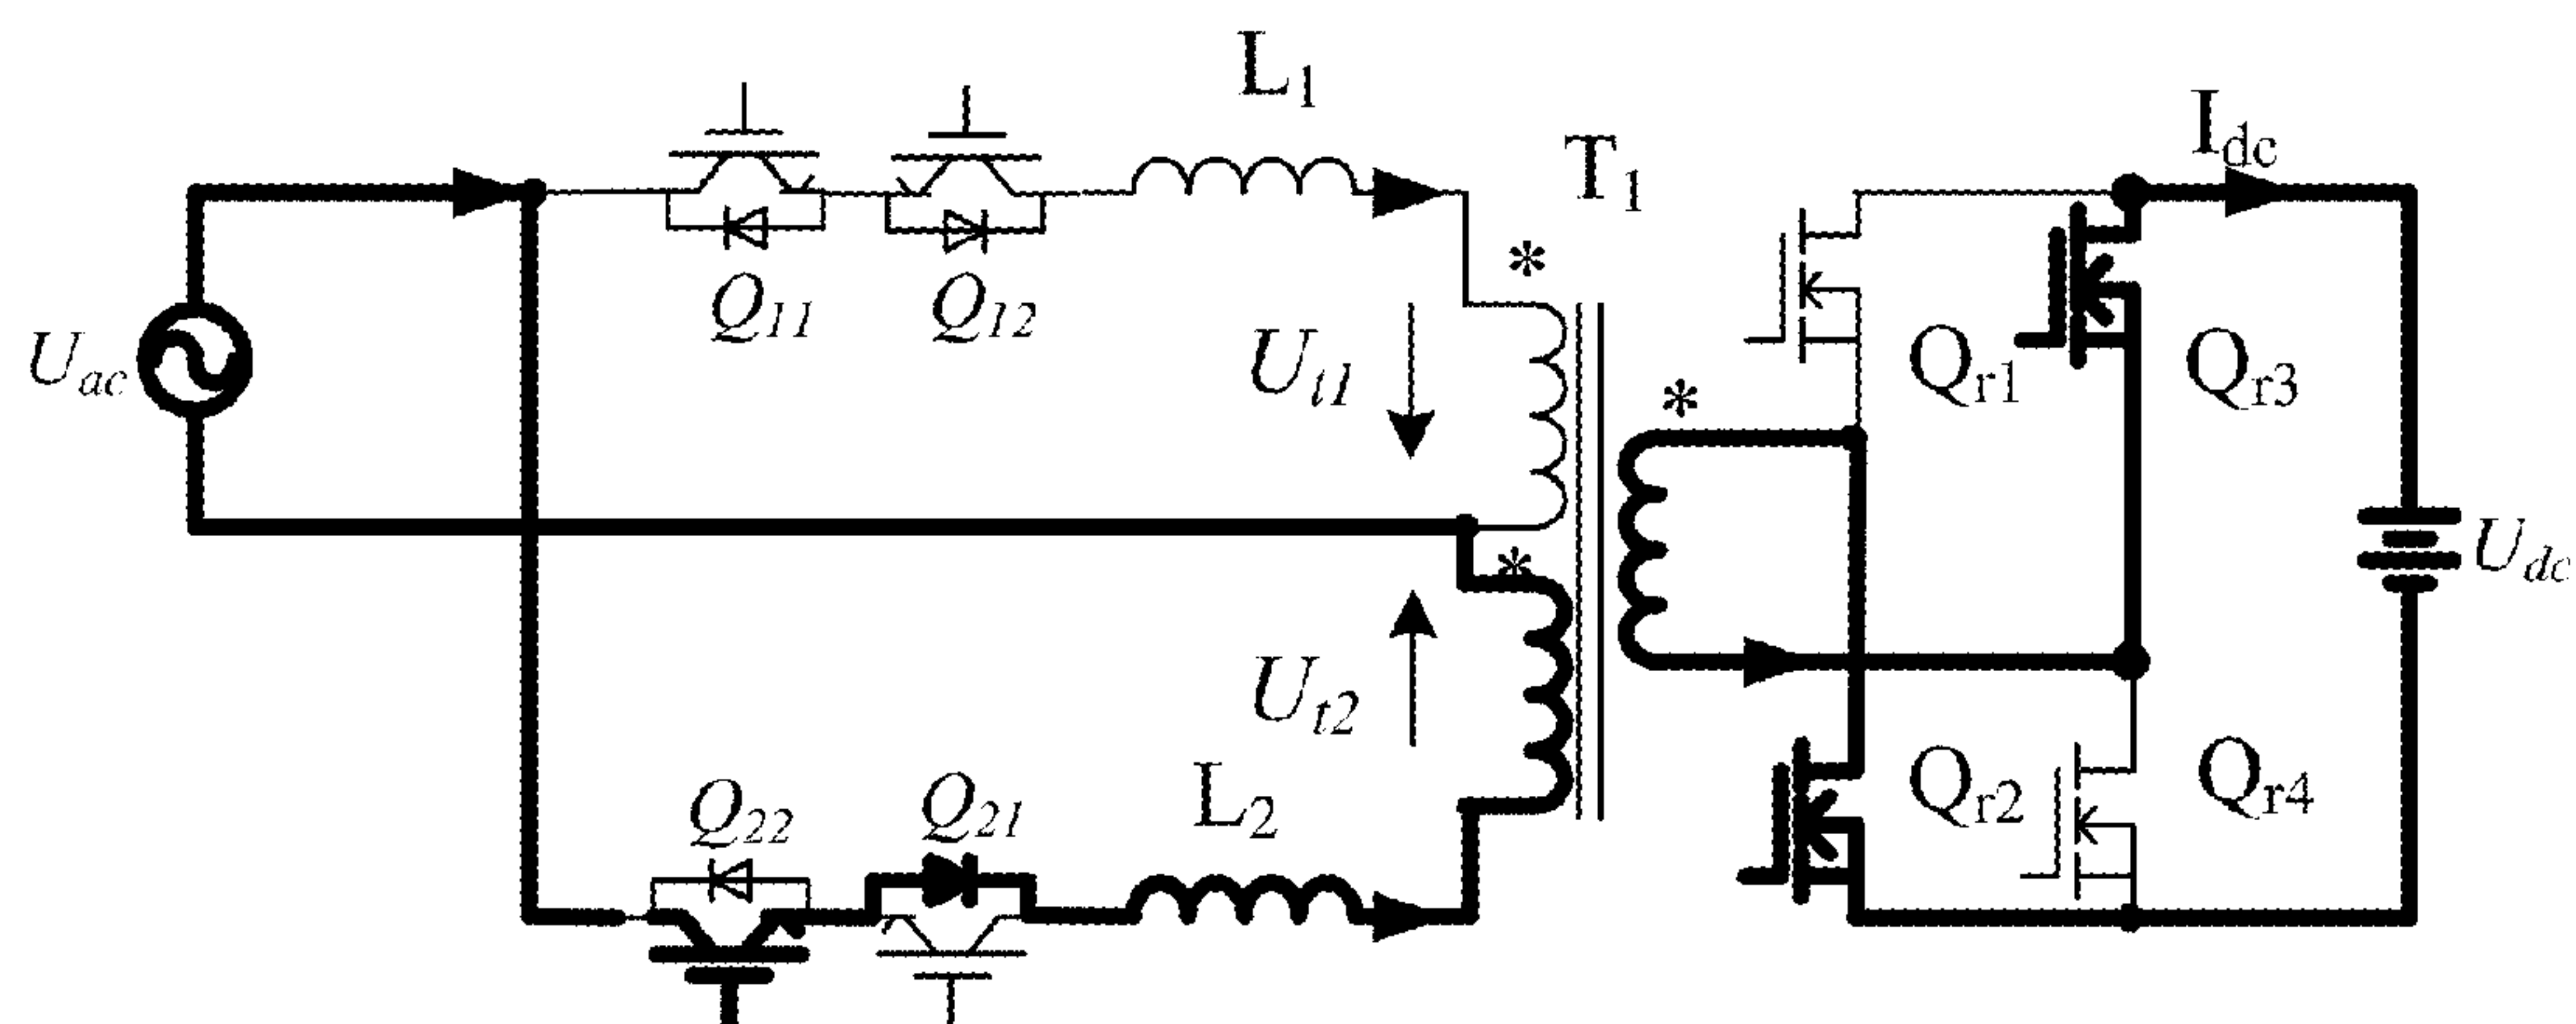 L1
Idc
T1
*
Q11
Q12
Uac
Ut1
Qr1
Qr3
*
*
Udc
Ut2
Q22
Q21
L2
Qr2
Qr4